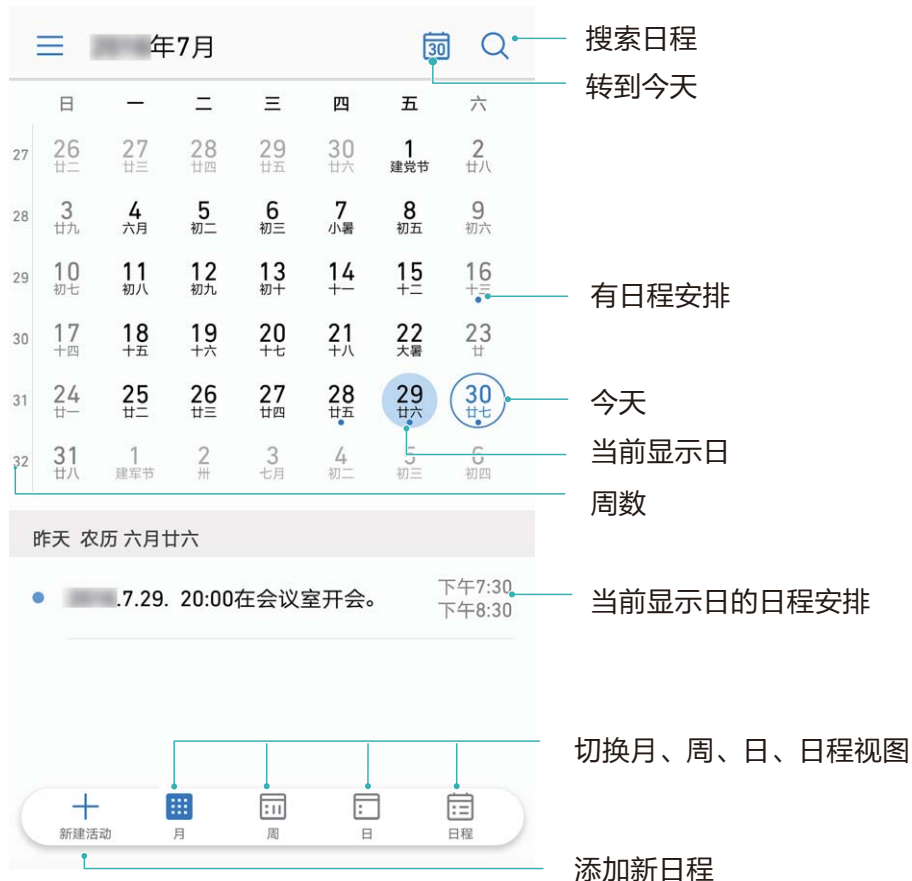 年7月
30
搜索日程
转到今天
日 一 二 三 四 五 六
27 26 27 28 29 30 1 2
廿二 廿三 廿四 廿五 廿六 建党节 廿八
28 3 4 5 6 7 8 9
廿九 六月 初二 初三 小暑 初五 初六
29 10 11 12 13 14 15 16
初七 初八 初九 初十 十一 十二 十三
有日程安排
30 17 18 19 20 21 22 23
十四 十五 十六 十七 十八 大暑 廿
31 24 25 26 27 28 29 30
廿一 廿二 廿三 廿四 廿五 廿六 廿七
今天
当前显示日
32 31 1 2 3 4 5 6
廿八 建军节 卅 七月 初二 初三 初四
周数
昨天 农历 六月廿六
.7.29. 20:00在会议室开会。
下午7:30
下午8:30
当前显示日的日程安排
切换月、周、日、日程视图
新建活动 月 周 日 日程
添加新日程